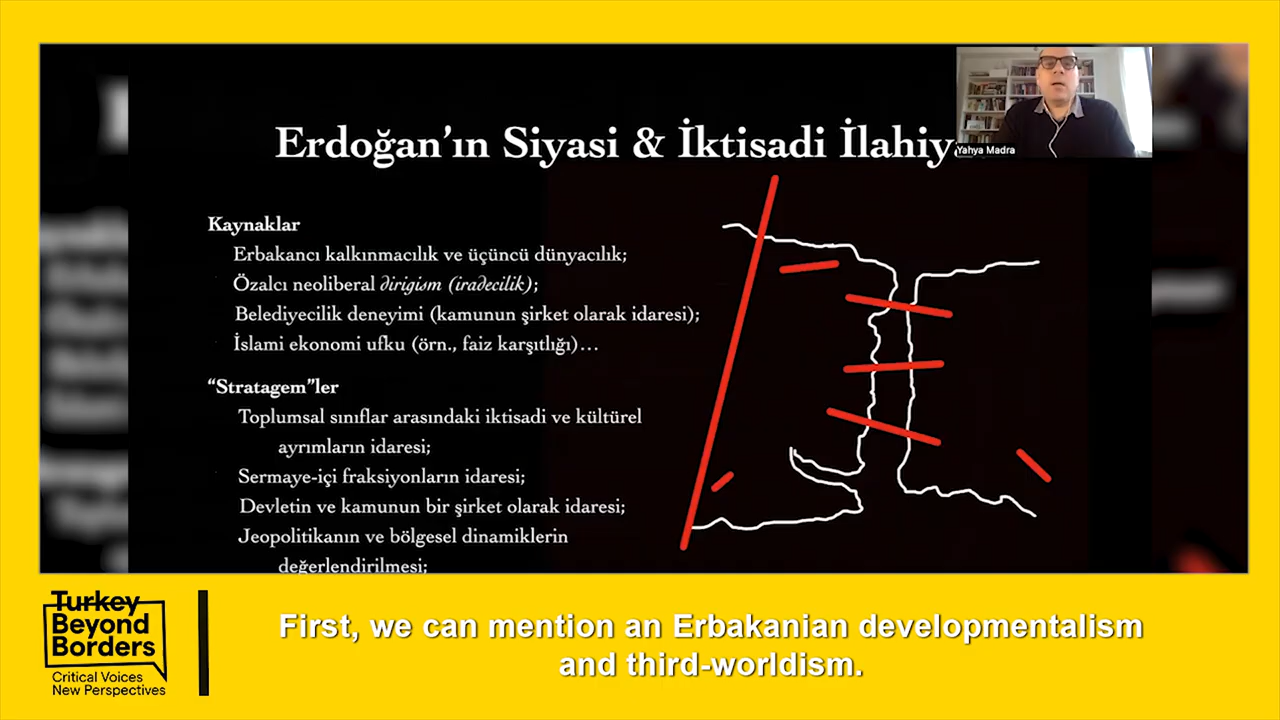 Erdoğan'ın Siyasi & İktisadi İlahiy
Yahya Madra
Kaynaklar
Erbakancı kalkınmacılık ve üçüncü dünyacılık;
Özalcı neoliberal dirigism (iradecilik);
Belediyecilik deneyimi (kamunun şirket olarak idaresi);
İslami ekonomi ufku (örn., faiz karşıtlığı)…
“Stratagem”ler
Toplumsal sınıflar arasındaki iktisadi ve kültürel
ayrımların idaresi;
Sermaye-içi fraksiyonların idaresi;
Devletin ve kamunun bir şirket olarak idaresi;
Jeopolitikanın ve bölgesel dinamiklerin
değerlendirilmesi;
Turkey
Beyond
Borders
Critical Voices
New Perspectives
First, we can mention an Erbakanian developmentalism
and third-worldism.